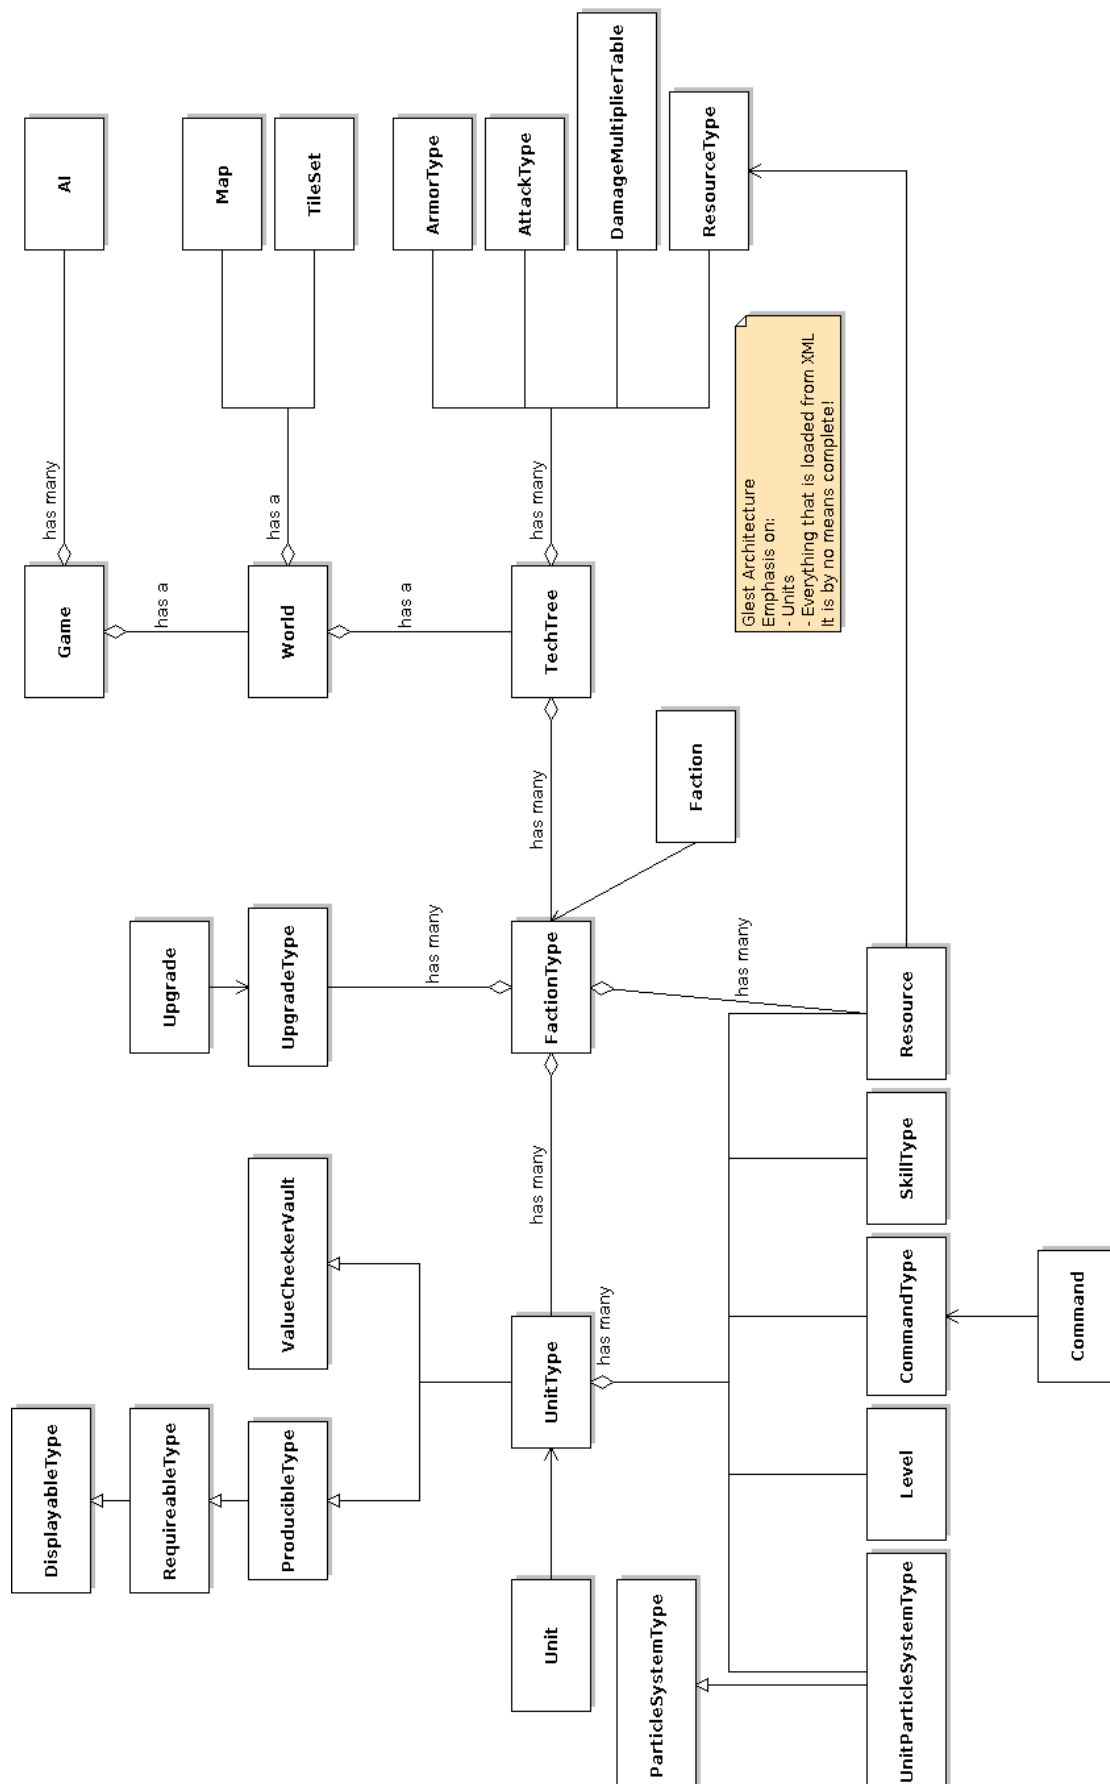 DisplayableType
Game
has many
AI
RequireableType
Upgrade
has a
Map
ProducibleType
ValueCheckerVault
UpgradeType
World
has a
TileSet
has many
has a
ArmorType
AttackType
Unit
UnitType
has many
FactionType
has many
TechTree
has many
has many
DamageMultiplierTable
ParticleSystemType
Faction
ResourceType
has many
Glest Architecture
Emphasis on:
- Units
- Everything that is loaded from XML
It is by no means complete!
UnitParticleSystemType
Level
CommandType
SkillType
Resource
Command